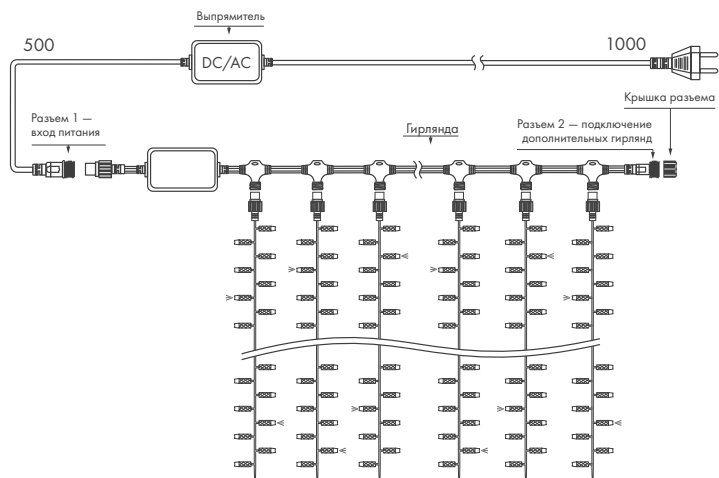 Выпрямитель
500
DC/AC
1000
Крышка разъема
Разъем 1 —
вход питания
Гирлянда
Разъем 2 — подключение
дополнительных гирлянд